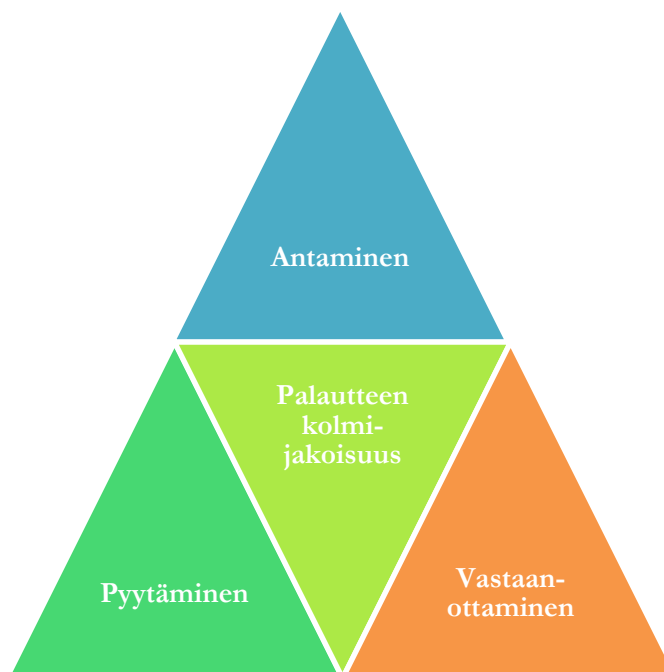 Antaminen
Palautteen
kolmi-
jakoisuus
Pyytäminen
Vastaan-
ottaminen